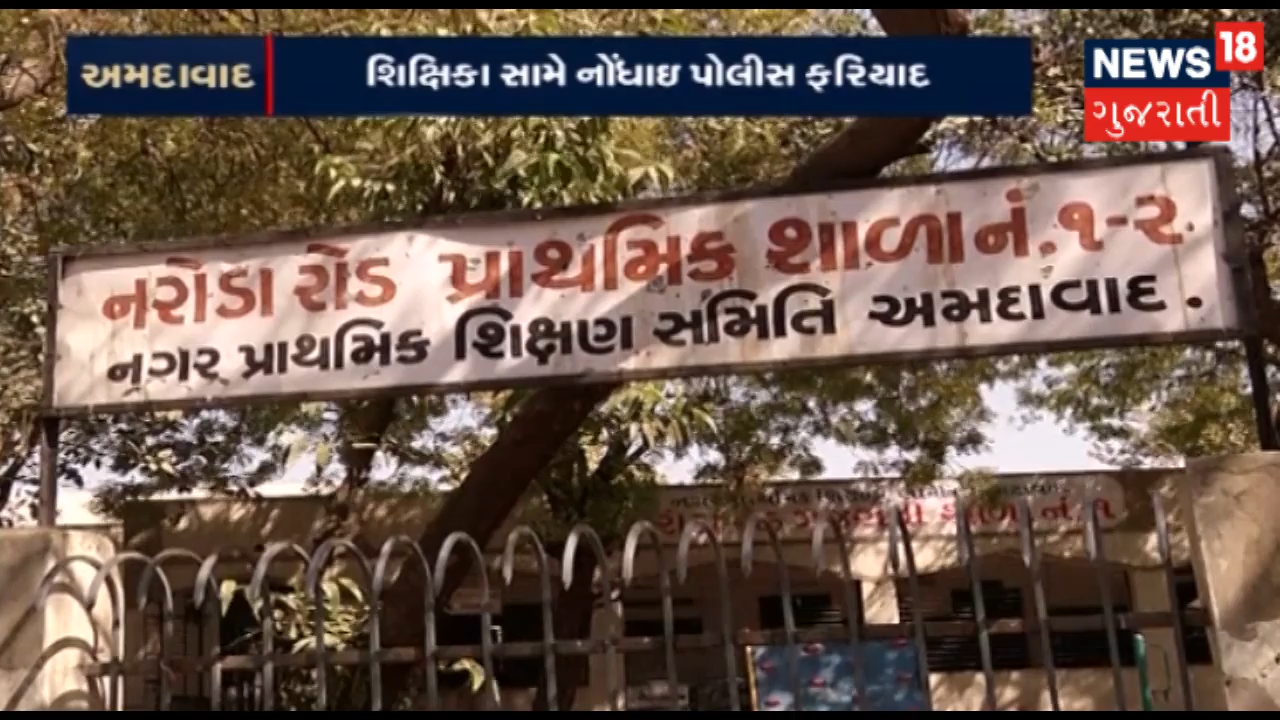 અમદાવાદ
શિક્ષિકા સામે નોંધાઇ પોલીસ ફરિયાદ
NEWS 18
ગુજરાતી
નરોડા રોડ પ્રાથમિક શાળા નં.૧-૨.
નગર પ્રાથમિક શિક્ષણ સમિતિ અમદાવાદ.